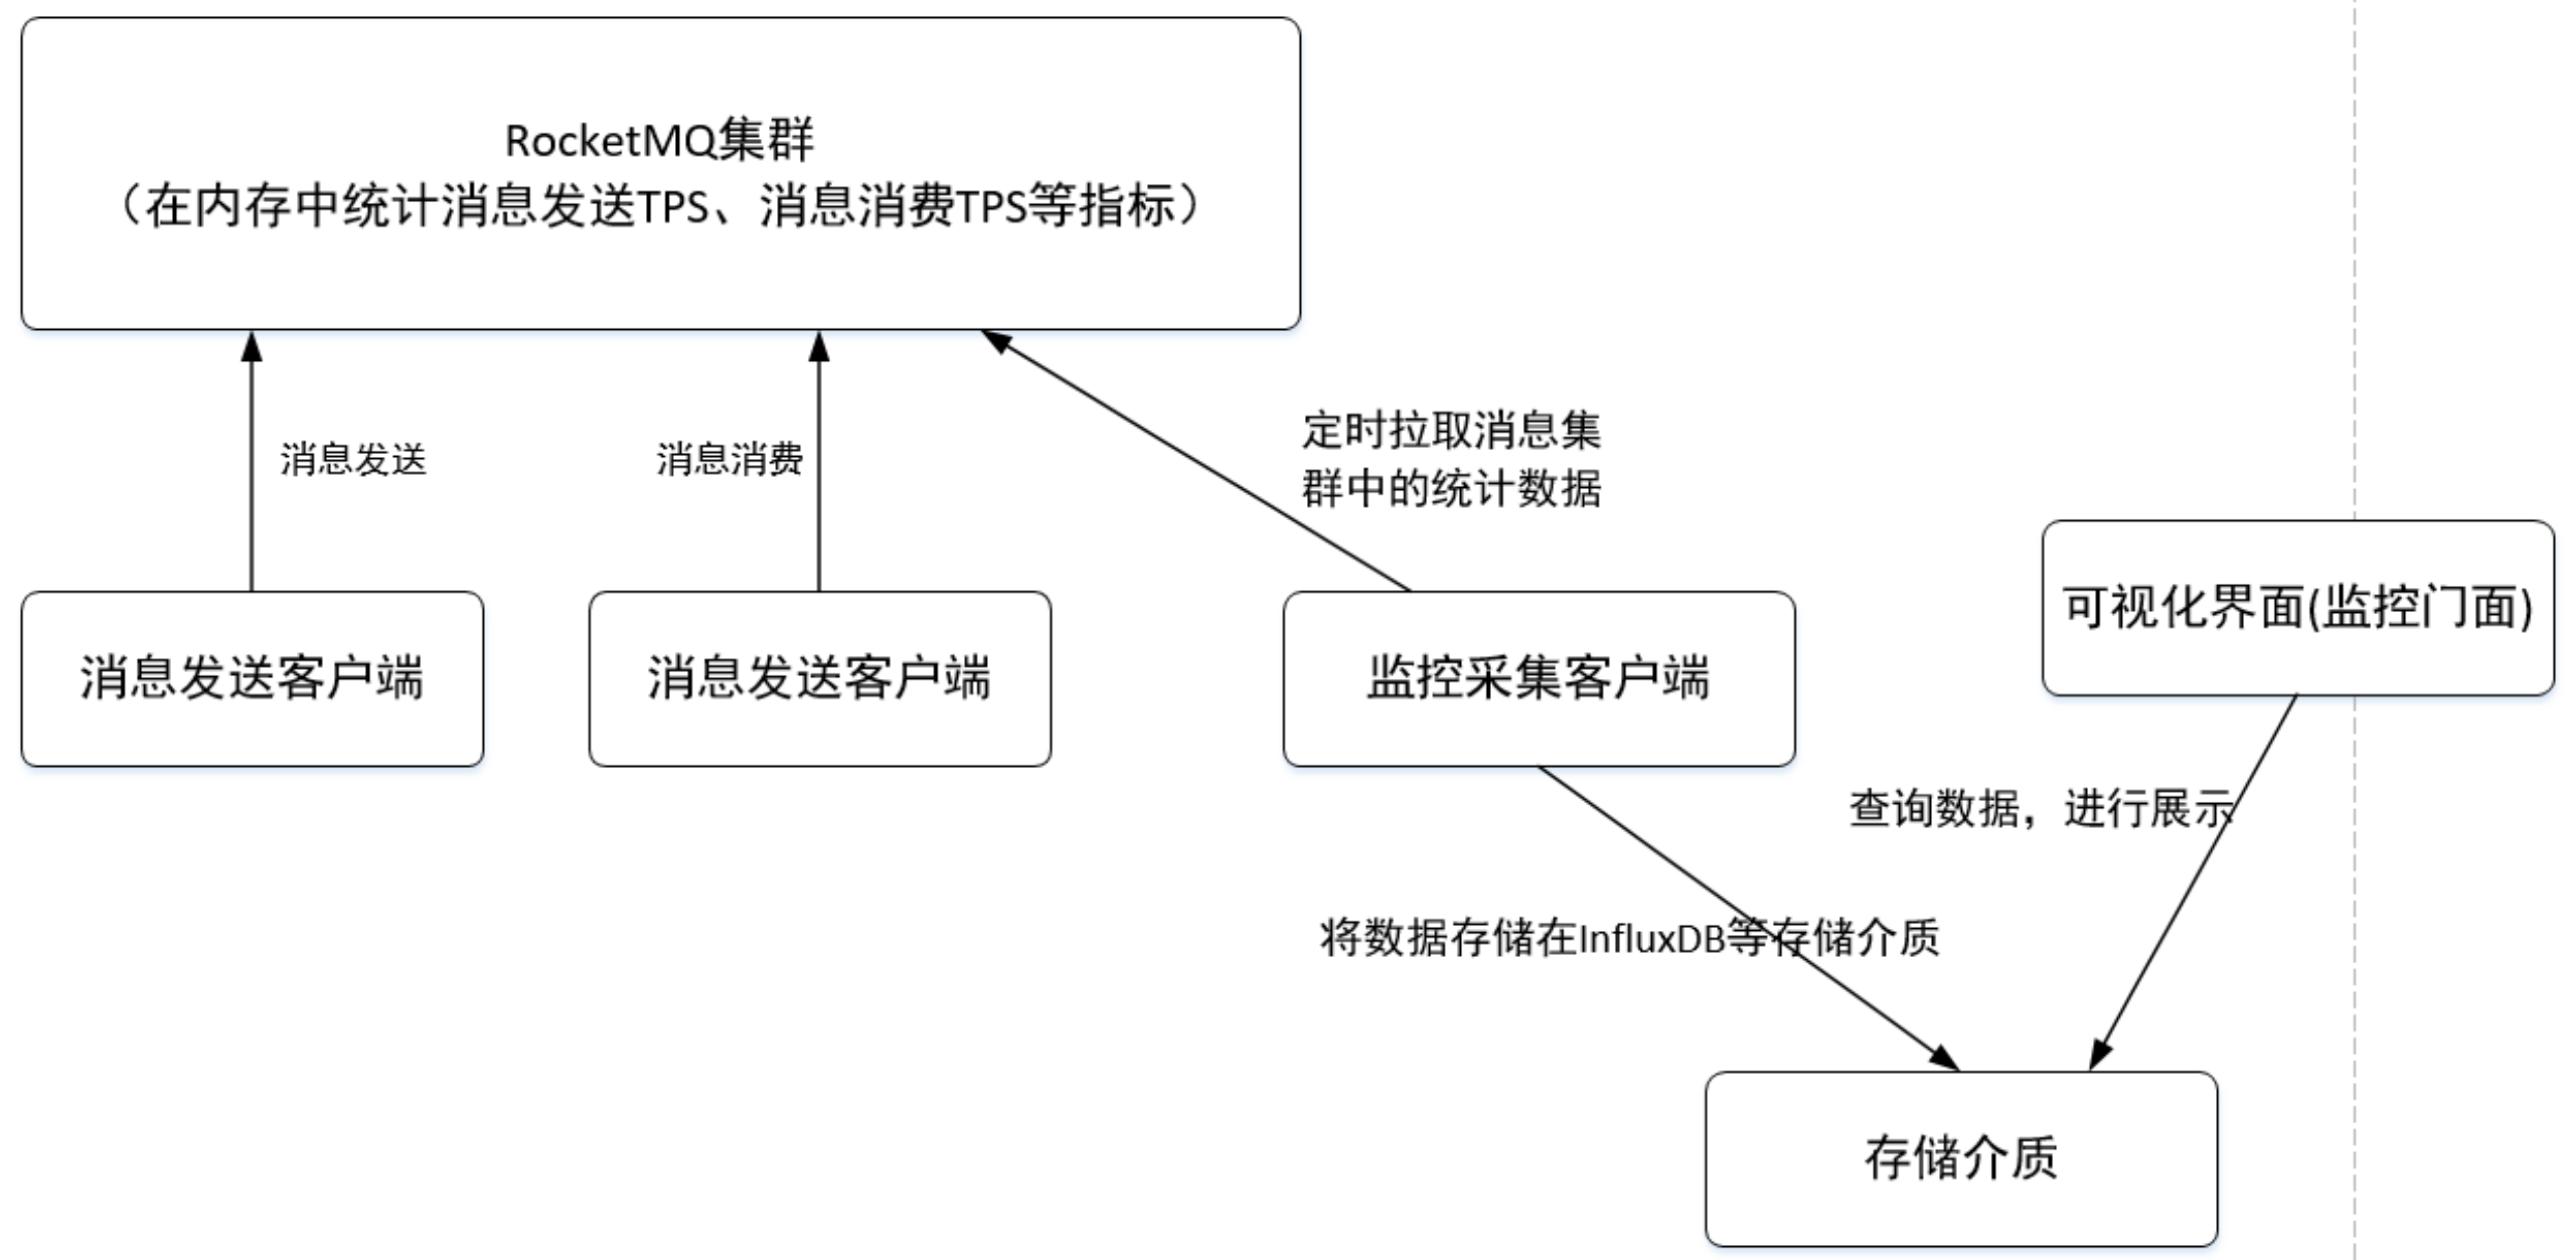 RocketMQ集群
（在内存中统计消息发送TPS、消息消费TPS等指标）
消息发送
消息消费
定时拉取消息集
群中的统计数据
消息发送客户端
消息发送客户端
监控采集客户端
可视化界面(监控门面)
查询数据，进行展示
将数据存储在InfluxDB等存储介质
存储介质